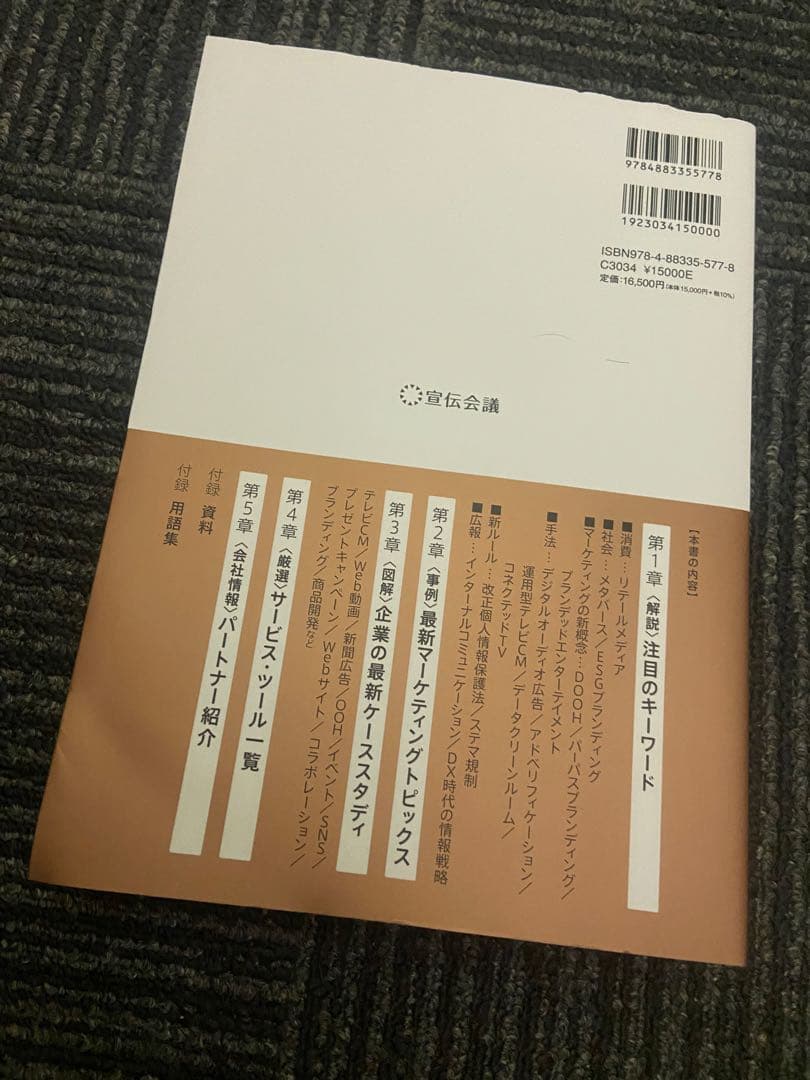 9784883355778
1923034150000
ISBN978-4-88335-577-8
C3034 ¥15000E
定価:16,500円(本体15,000円+税10%)
宣伝会議
【本書の内容】
第1章〈解説〉注目のキーワード
■消費…リテールメディア
■社会…メタバース/ESGブランディング
■マーケティングの新概念…DOOH/パーパスブランディング/
ブランデッドエンターテイメント
■手法…デジタルオーディオ広告/アドベリフィケーション/
運用型テレビCM/データクリーンルーム/
コネクテッドTV
■新ルール…改正個人情報保護法/ステマ規制
■広報…インターナルコミュニケーション/DX時代の情報戦略
第2章〈事例〉最新マーケティングトピックス
第3章〈図解〉企業の最新ケーススタディ
テレビCM/Web動画/新聞広告/OOH/イベント/SNS/
プレゼントキャンペーン/Webサイト/コラボレーション/
ブランディング/商品開発など
第4章〈厳選〉サービス・ツール一覧
第5章〈会社情報〉パートナー紹介
付録 資料
付録 用語集